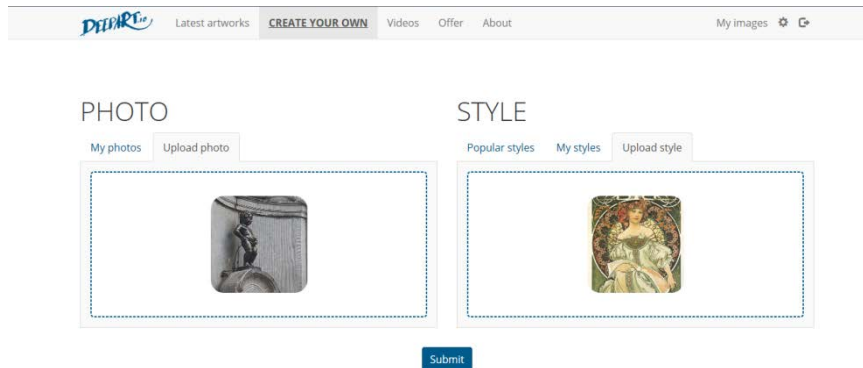 DEEPART.io Latest artworks CREATE YOUR OWN Videos Offer About My images
PHOTO
STYLE
My photos Upload photo
Popular styles My styles Upload style
Submit